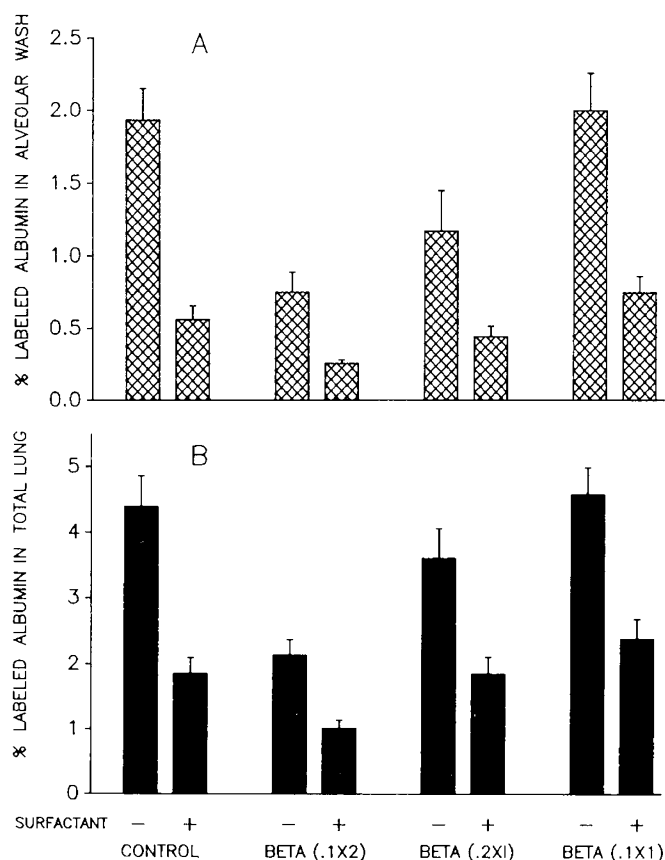 A
% LABELED ALBUMIN IN ALVEOLAR WASH
2.5
2.0
1.5
1.0
0.5
0.0
B
% LABELED ALBUMIN IN TOTAL LUNG
5
4
3
2
1
0
SURFACTANT − + − + − + − +
CONTROL BETA (.1X2) BETA (.2XI) BETA (.1X1)